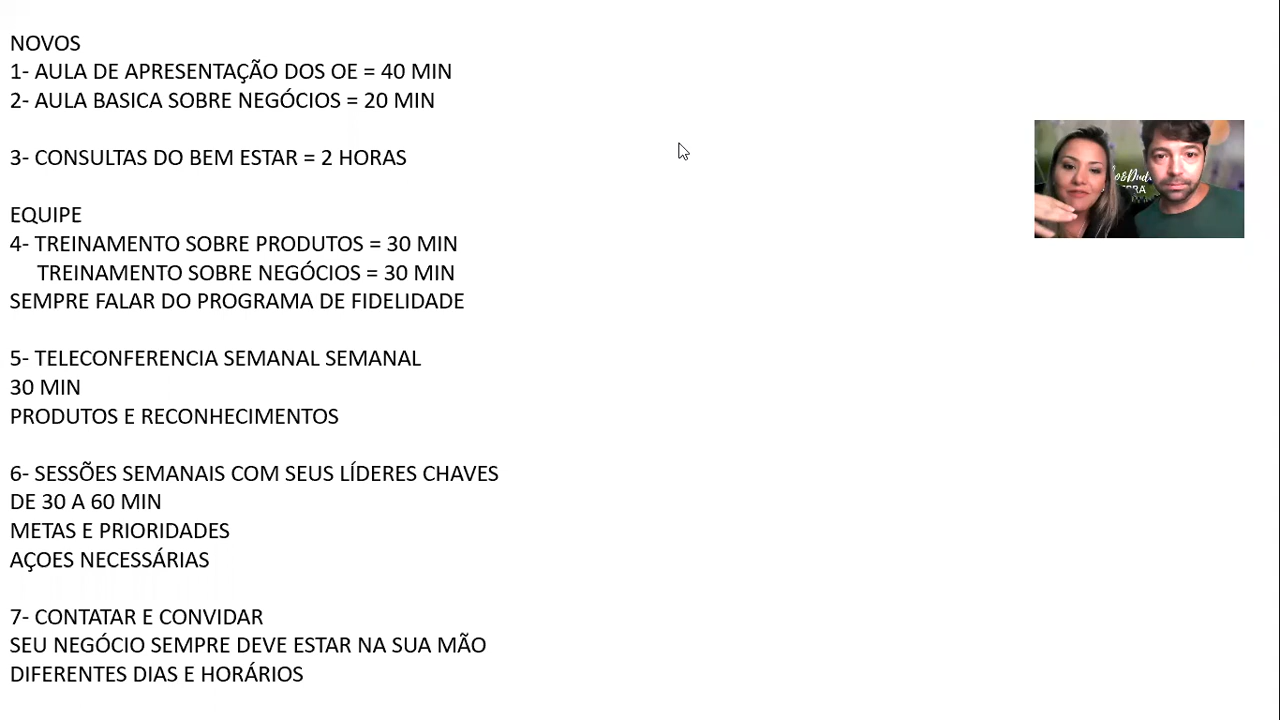 NOVOS
1- AULA DE APRESENTAÇÃO DOS OE = 40 MIN
2- AULA BASICA SOBRE NEGÓCIOS = 20 MIN
3- CONSULTAS DO BEM ESTAR = 2 HORAS
EQUIPE
4- TREINAMENTO SOBRE PRODUTOS = 30 MIN
TREINAMENTO SOBRE NEGÓCIOS = 30 MIN
SEMPRE FALAR DO PROGRAMA DE FIDELIDADE
5- TELECONFERENCIA SEMANAL SEMANAL
30 MIN
PRODUTOS E RECONHECIMENTOS
6- SESSÕES SEMANAIS COM SEUS LÍDERES CHAVES
DE 30 A 60 MIN
METAS E PRIORIDADES
AÇOES NECESSÁRIAS
7- CONTATAR E CONVIDAR
SEU NEGÓCIO SEMPRE DEVE ESTAR NA SUA MÃO
DIFERENTES DIAS E HORÁRIOS